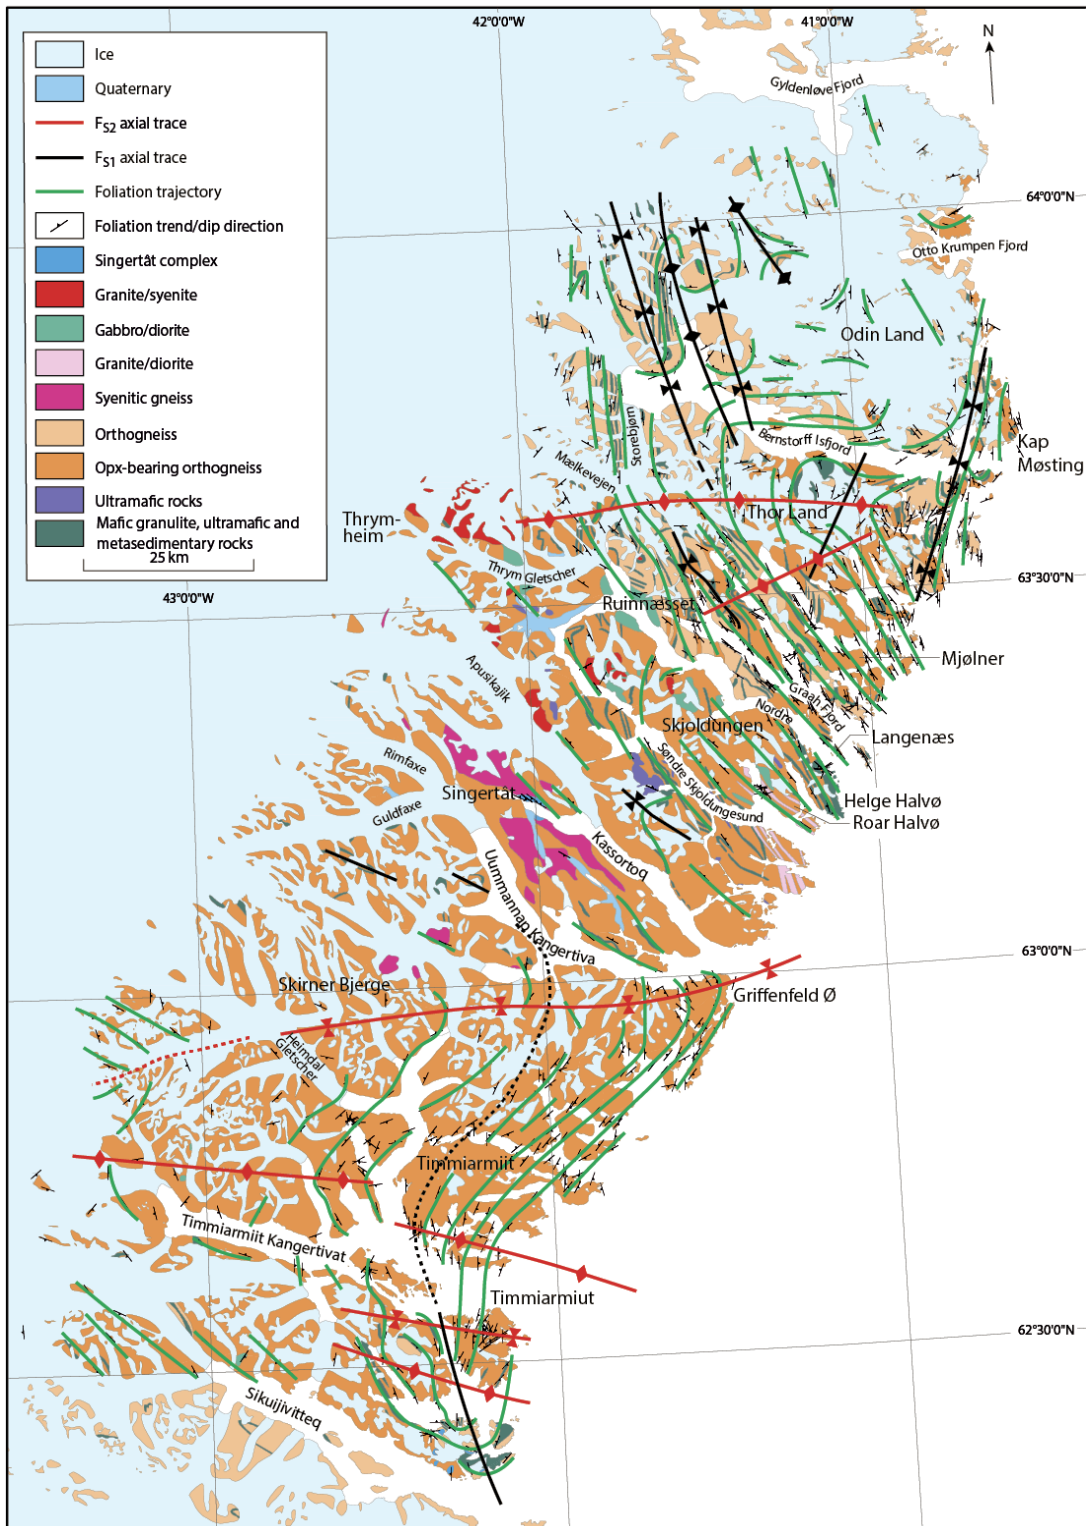 42°0'0"W
41°0'0"W
N
Ice
Quaternary
FS2 axial trace
FS1 axial trace
Foliation trajectory
Foliation trend/dip direction
Singertât complex
Granite/syenite
Gabbro/diorite
Granite/diorite
Syenitic gneiss
Orthogneiss
Opx-bearing orthogneiss
Ultramafic rocks
Mafic granulite, ultramafic and
metasedimentary rocks
25 km
Gyldenløve Fjord
64°0'0"N
Otto Krumpen Fjord
Odin Land
Storebjørn
Bernstorff Isfjord
Kap
Møsting
Mælkevejen
Thrym-
heim
Thor Land
Thrym Gletscher
63°30'0"N
43°0'0"W
Ruinnæsset
Mjølner
Apusikajik
Graah Fjord
Nordre
Skjoldungen
Langenæs
Rimfaxe
Søndre Skjoldungesund
Singertât
Helge Halvø
Guldfaxe
Roar Halvø
Kassortoq
Uummannap Kangertiva
63°0'0"N
Skirner Bjerge
Griffenfeld Ø
Heimdal
Gletscher
Timmiarmiit
Timmiarmiit Kangertivat
Timmiarmiut
62°30'0"N
Sikuijivitteq